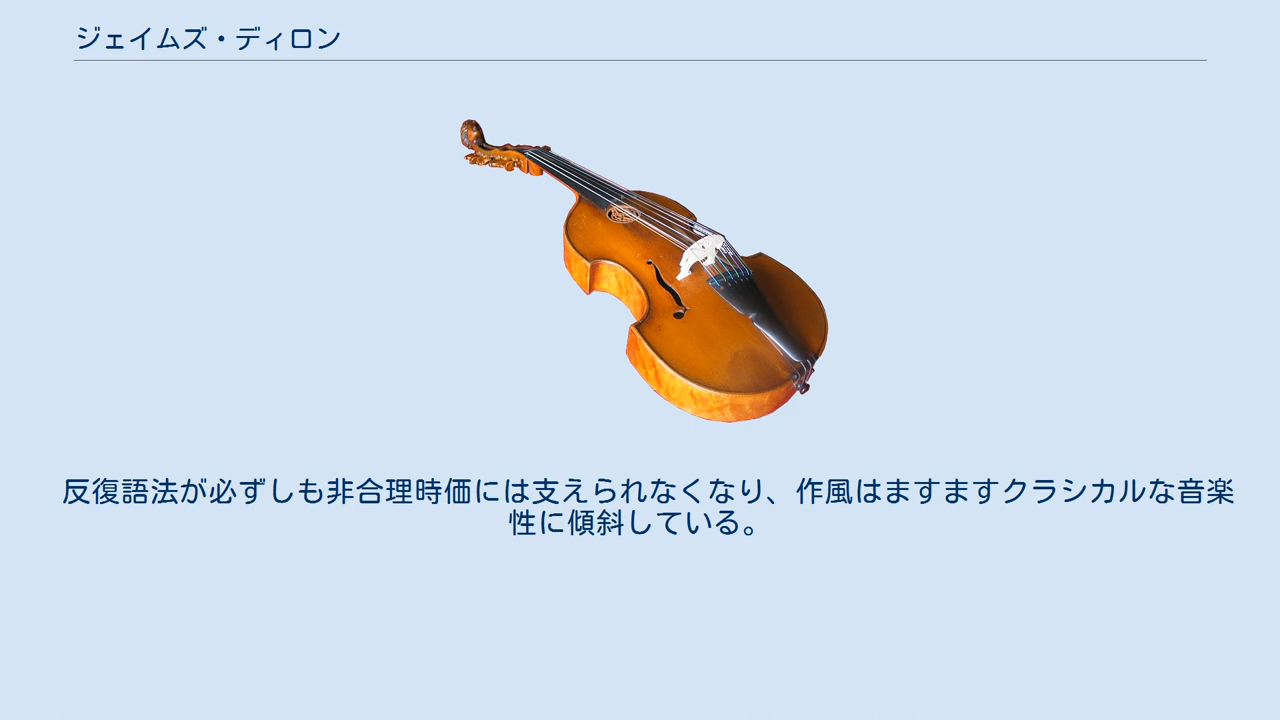 ジェイムズ・ディロン
反復語法が必ずしも非合理時価には支えられなくなり、作風はますますクラシカルな音楽
性に傾斜している。